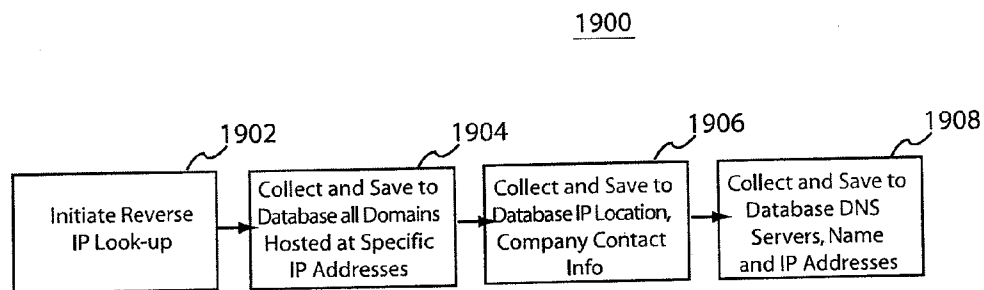 1900
1902
1904
1906
1908
Initiate Reverse
IP Look-up
Collect and Save to
Database all Domains
Hosted at Specific
IP Addresses
Collect and Save to
Database IP Location,
Company Contact
Info
Collect and Save to
Database DNS
Servers, Name
and IP Addresses